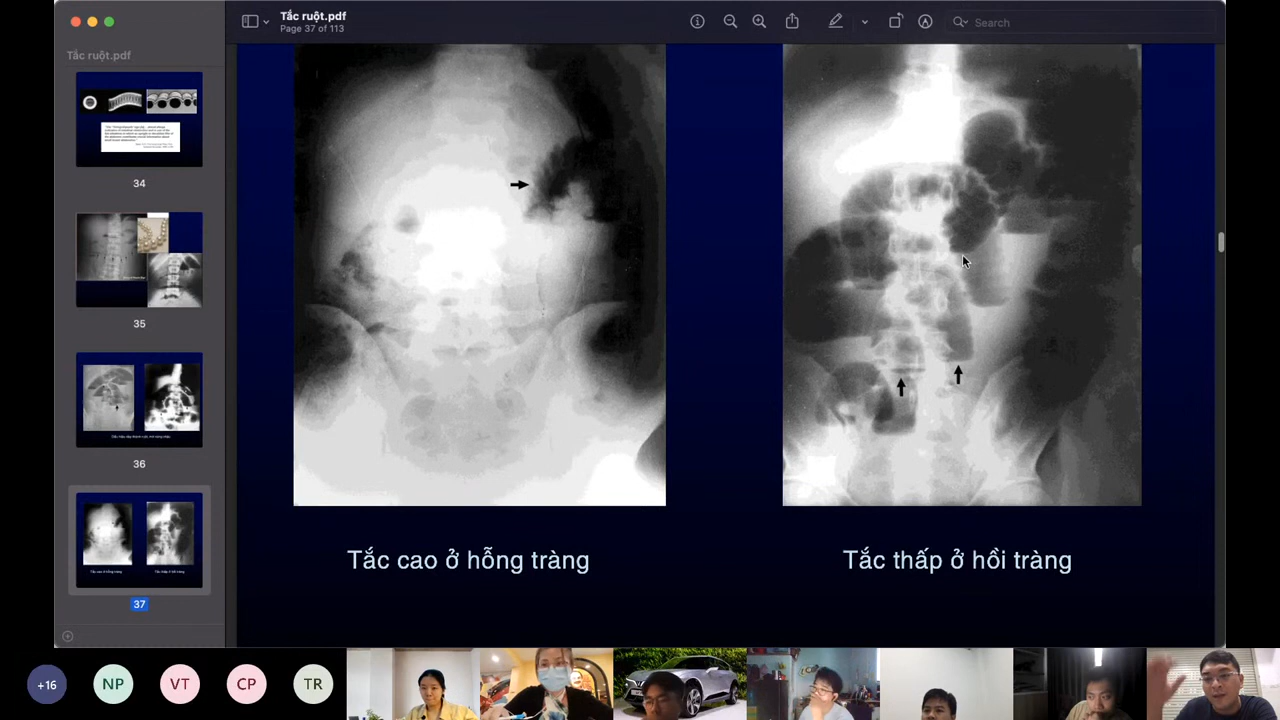 Tắc ruột.pdf
Page 37 of 113
Search
Tắc ruột.pdf
34
35
36
37
Tắc cao ở hỗng tràng
Tắc thấp ở hồi tràng
+16
NP
VT
CP
TR